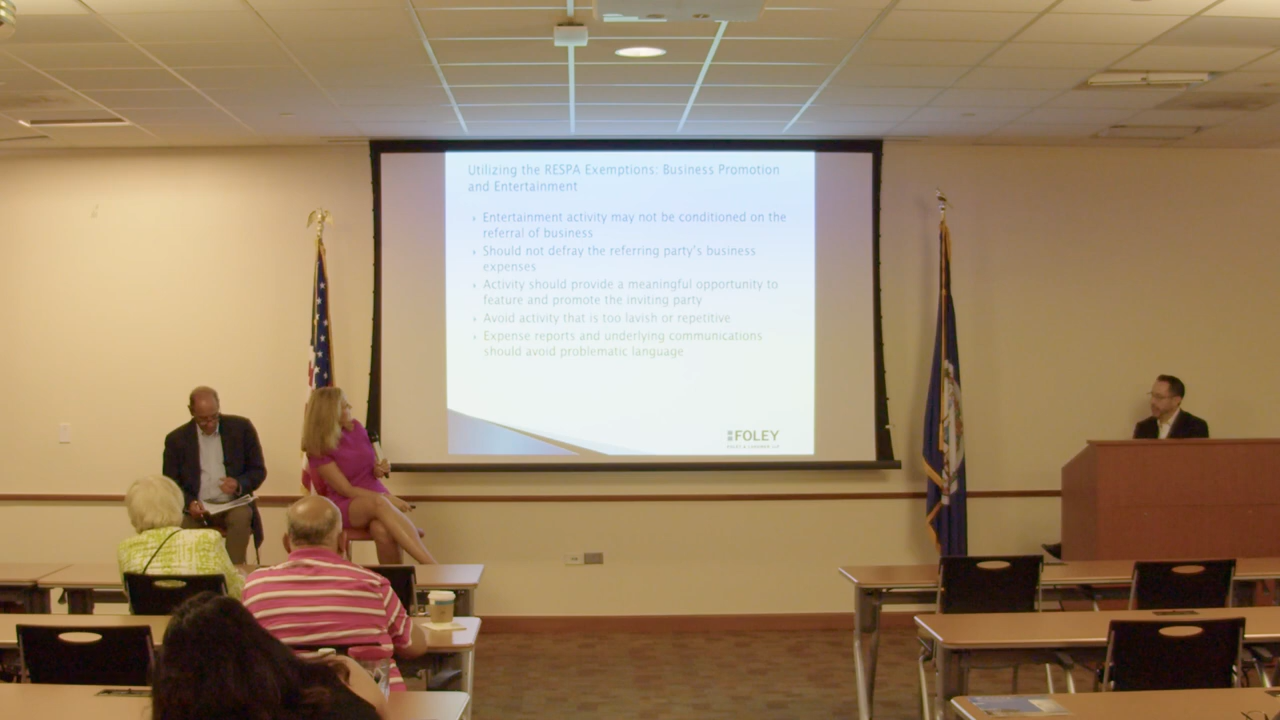 Utilizing the RESPA Exemptions: Business Promotion
and Entertainment
Entertainment activity may not be conditioned on the
referral of business
Should not defray the referring party's business
expenses
Activity should provide a meaningful opportunity to
feature and promote the inviting party
Avoid activity that is too lavish or repetitive
Expense reports and underlying communications
should avoid problematic language
FOLEY